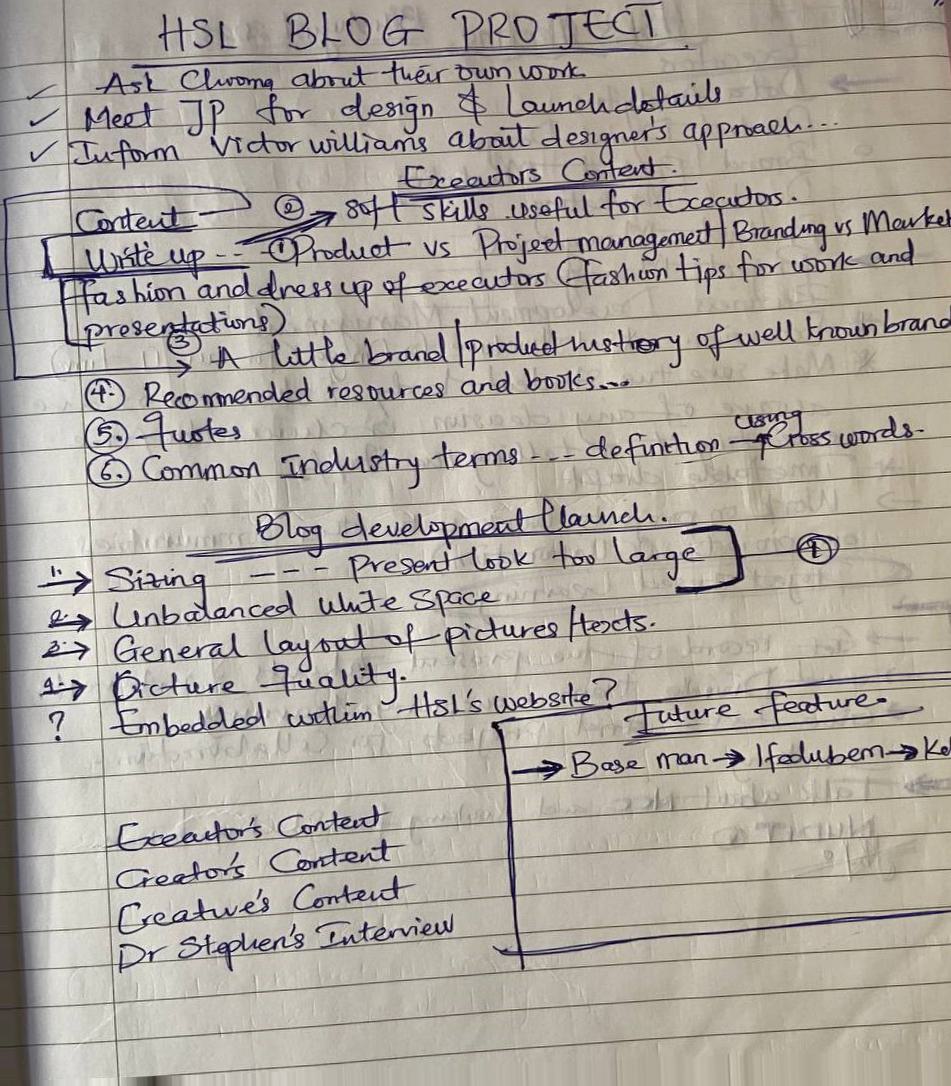 HSL BLOG PROJECT
✓ Ask Chioma about their own work
✓ Meet JP for design & Launch details
✓ Inform Victor williams about designer's approach...
Executors Content.
Content ② → soft skills useful for Executors.
Write up -- ① Product vs Project management | Branding vs Market
fashion and dress up of executors (fashion tips for work and
presentations)
③ → A little brand/product history of well known brand
④ Recommended resources and books...
⑤ Quotes
⑥ Common Industry terms --- definition → using Cross words.
Blog development & launch.
1. → Sizing --- Present look too large ①
2. → Unbalanced white space
3. → General layout of pictures/texts.
4. → Picture Quality.
? Embedded within HSL's website?
Future feature.
→ Base man → Ifodubem → Ke
Executor's Content
Creator's Content
Creative's Content
Dr Stephen's Interview